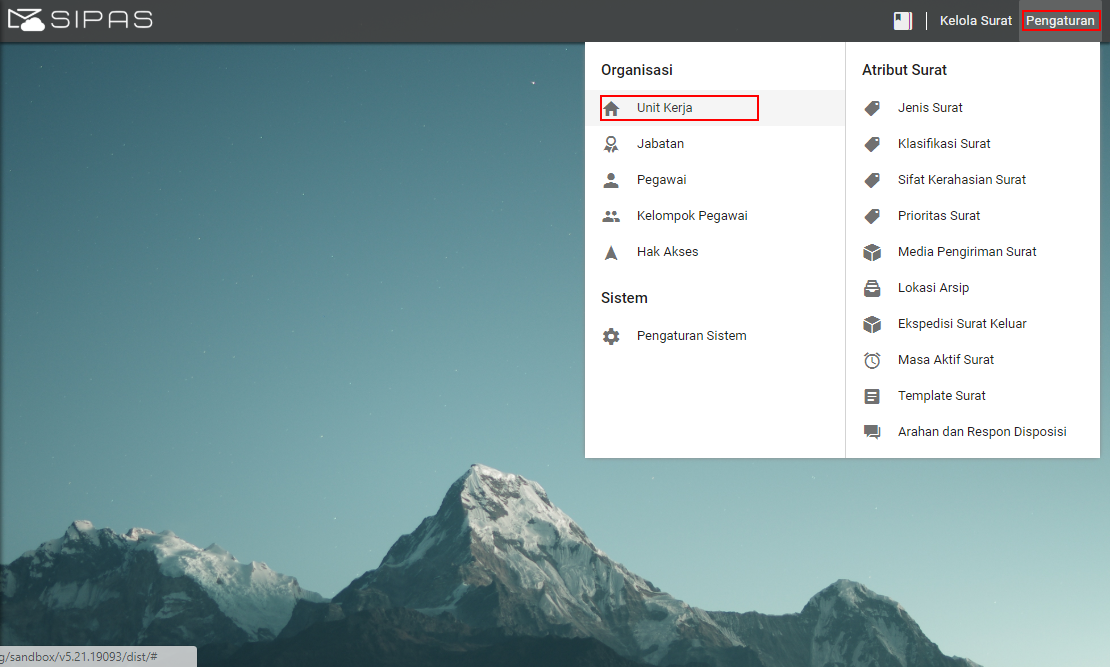 SIPAS
Kelola Surat
Pengaturan
Organisasi
Unit Kerja
Jabatan
Pegawai
Kelompok Pegawai
Hak Akses
Sistem
Pengaturan Sistem
Atribut Surat
Jenis Surat
Klasifikasi Surat
Sifat Kerahasian Surat
Prioritas Surat
Media Pengiriman Surat
Lokasi Arsip
Ekspedisi Surat Keluar
Masa Aktif Surat
Template Surat
Arahan dan Respon Disposisi
g/sandbox/v5.21.19093/dist/#